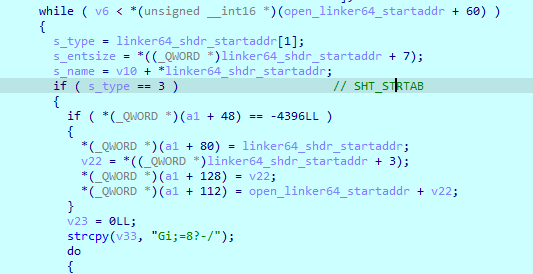 while ( v6 < *(unsigned __int16 *)(open_linker64_startaddr + 60) )
{
s_type = linker64_shdr_startaddr[1];
s_entsize = *((_QWORD *)linker64_shdr_startaddr + 7);
s_name = v10 + *linker64_shdr_startaddr;
if ( s_type == 3 ) // SHT_STRTAB
{
if ( *(_QWORD *)(a1 + 48) == -4396LL )
{
*(_QWORD *)(a1 + 80) = linker64_shdr_startaddr;
v22 = *((_QWORD *)linker64_shdr_startaddr + 3);
*(_QWORD *)(a1 + 128) = v22;
*(_QWORD *)(a1 + 112) = open_linker64_startaddr + v22;
}
v23 = 0LL;
strcpy(v33, "Gi;=8?-/");
do
{